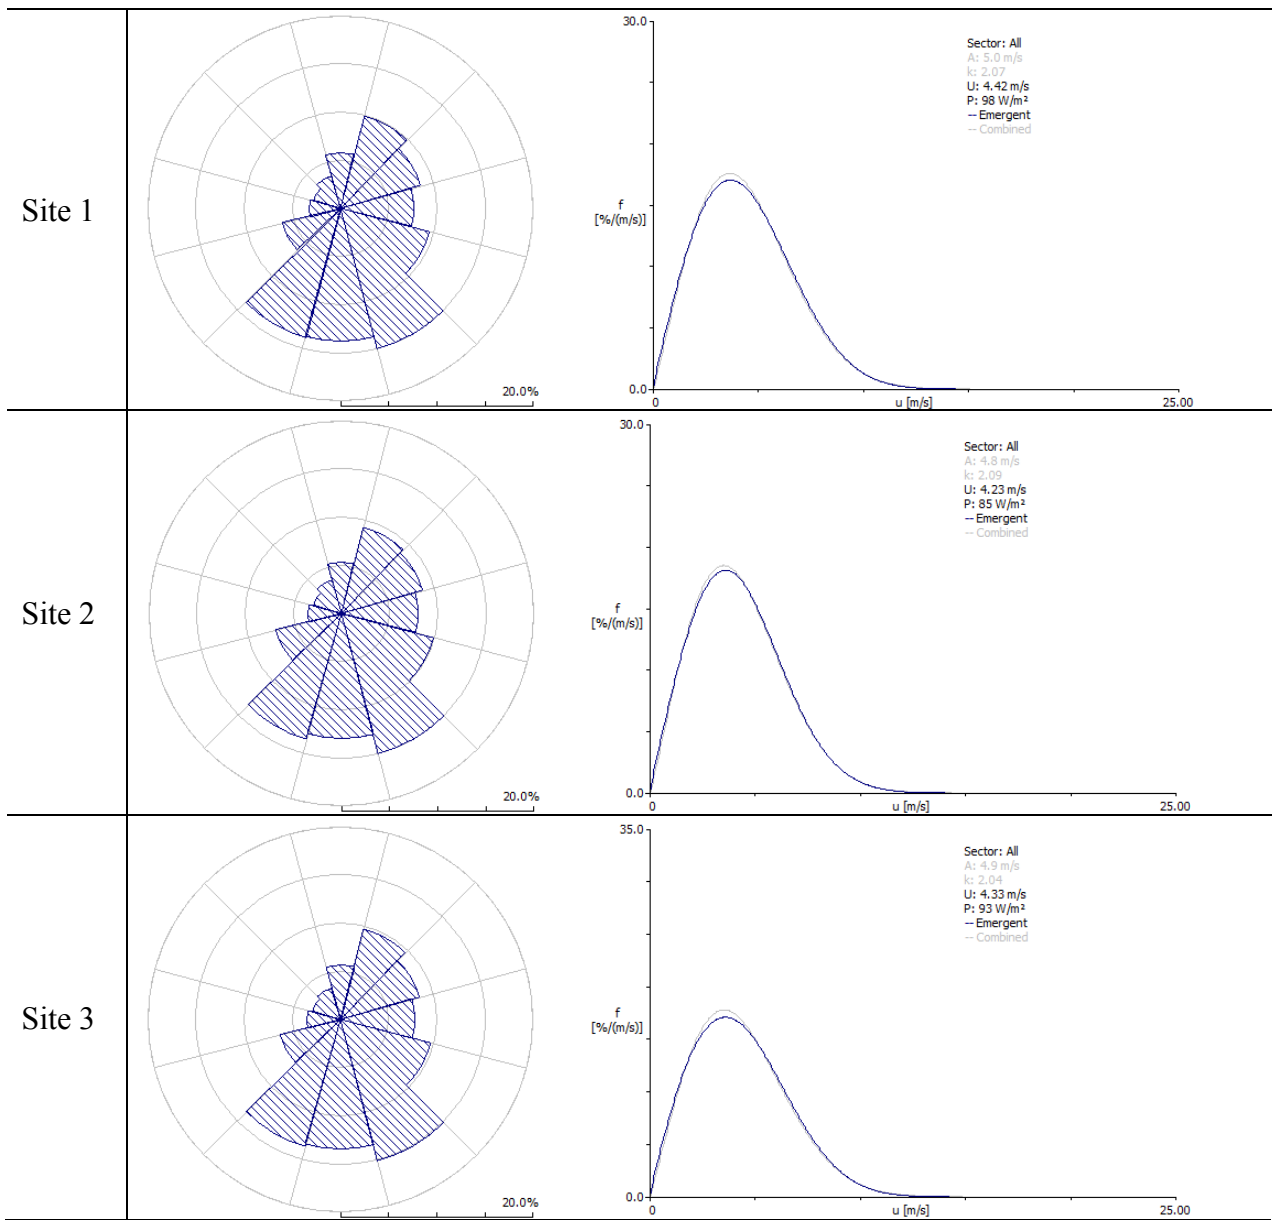 Site 1
20.0%
30.0
f
[%/(m/s)]
0.0
0
u [m/s]
25.00
Sector: All
A: 5.0 m/s
k: 2.07
U: 4.42 m/s
P: 98 W/m²
-- Emergent
-- Combined
Site 2
20.0%
30.0
f
[%/(m/s)]
0.0
0
u [m/s]
25.00
Sector: All
A: 4.8 m/s
k: 2.09
U: 4.23 m/s
P: 85 W/m²
-- Emergent
-- Combined
Site 3
20.0%
35.0
f
[%/(m/s)]
0.0
0
u [m/s]
25.00
Sector: All
A: 4.9 m/s
k: 2.04
U: 4.33 m/s
P: 93 W/m²
-- Emergent
-- Combined